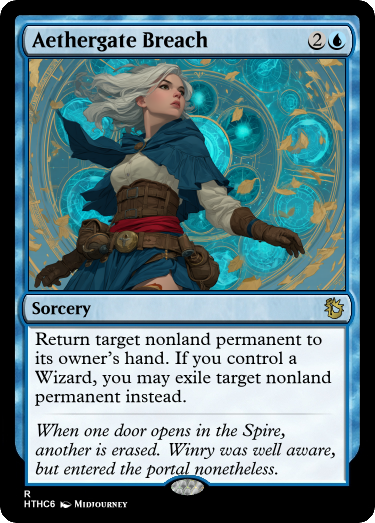 Aethergate Breach 2
Sorcery
Return target nonland permanent to
its owner's hand. If you control a
Wizard, you may exile target nonland
permanent instead.
When one door opens in the Spire,
another is erased. Winry was well aware,
but entered the portal nonetheless.
R
HTHC6 Midjourney